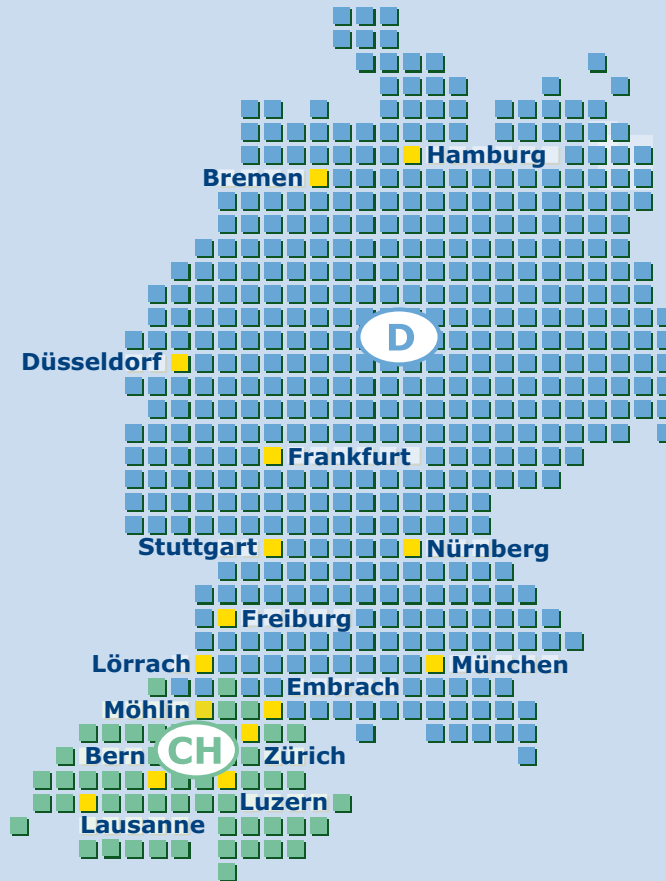 Hamburg
Bremen
D
Düsseldorf
Frankfurt
Stuttgart
Nürnberg
Freiburg
Lörrach
München
Embrach
Möhlin
CH
Bern
Zürich
Luzern
Lausanne